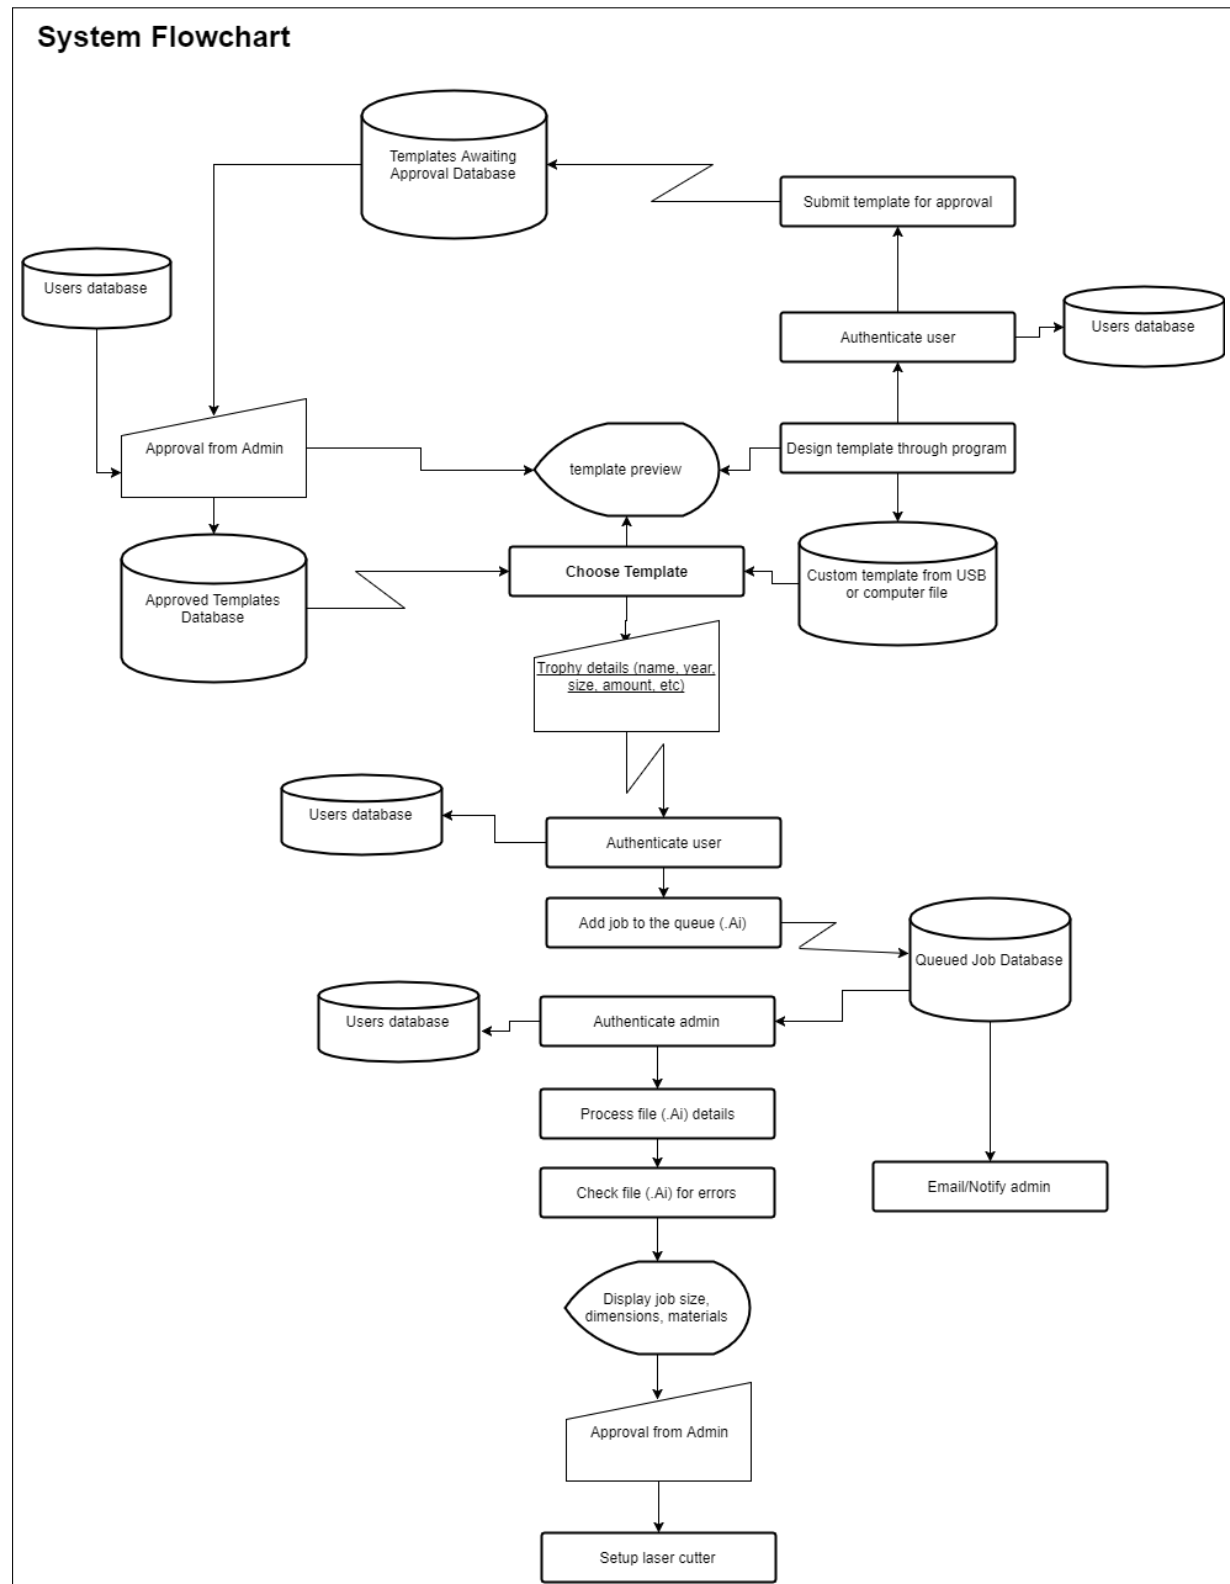 System Flowchart
Templates Awaiting
Approval Database
Submit template for approval
Users database
Authenticate user
Users database
Approval from Admin
template preview
Design template through program
Choose Template
Custom template from USB
or computer file
Approved Templates
Database
Trophy details (name, year,
size, amount, etc)
Users database
Authenticate user
Add job to the queue (.Ai)
Queued Job Database
Users database
Authenticate admin
Process file (.Ai) details
Check file (.Ai) for errors
Email/Notify admin
Display job size,
dimensions, materials
Approval from Admin
Setup laser cutter